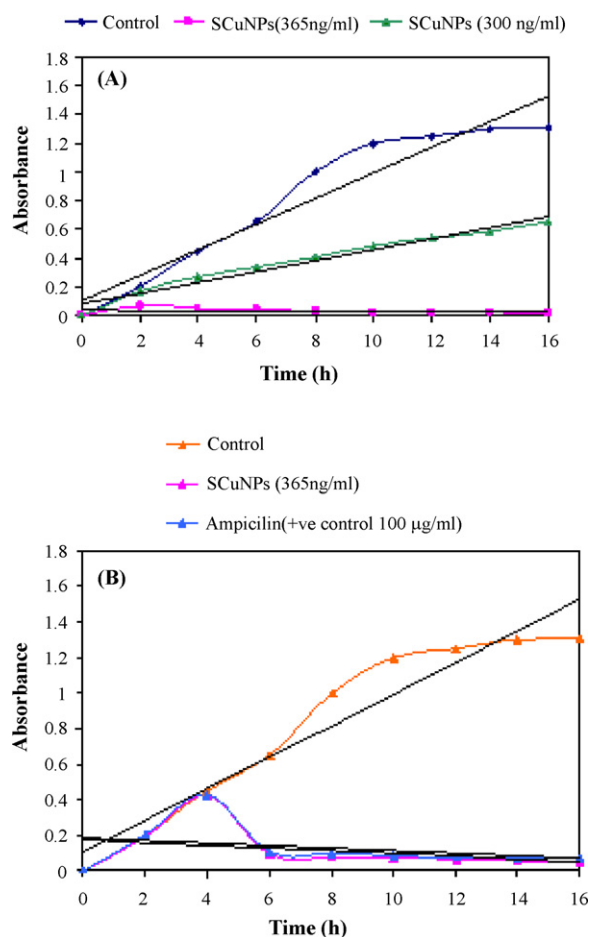 Control SCuNPs(365ng/ml) SCuNPs (300 ng/ml)
(A)
1.8
1.6
1.4
1.2
1
0.8
0.6
0.4
0.2
0
Absorbance
0 2 4 6 8 10 12 14 16
Time (h)
Control
SCuNPs (365ng/ml)
Ampicilin(+ve control 100 µg/ml)
(B)
1.8
1.6
1.4
1.2
1
0.8
0.6
0.4
0.2
0
Absorbance
0 2 4 6 8 10 12 14 16
Time (h)